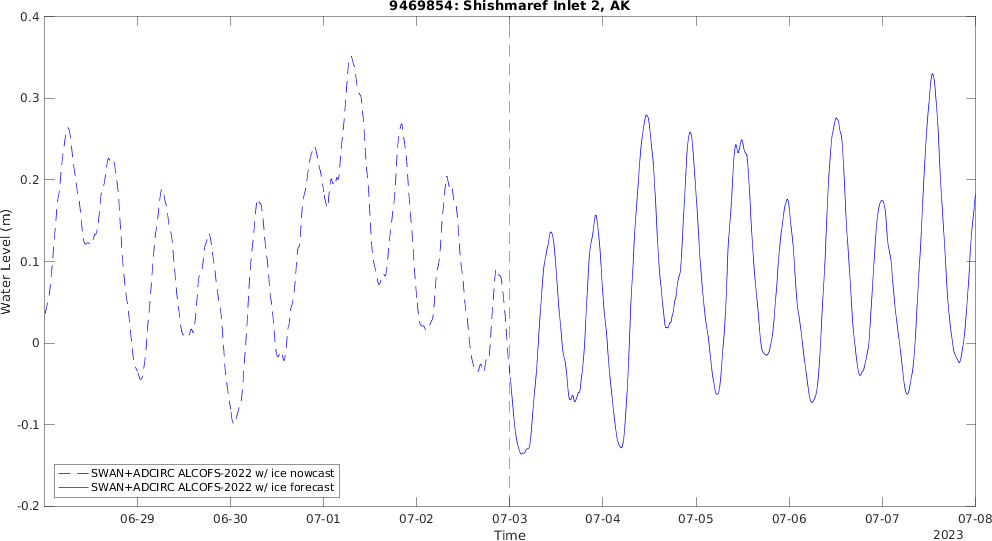 9469854: Shishmaref Inlet 2, AK
0.4
0.3
0.2
0.1
0
-0.1
-0.2
Water Level (m)
SWAN+ADCIRC ALCOFS-2022 w/ ice nowcast
SWAN+ADCIRC ALCOFS-2022 w/ ice forecast
06-29 06-30 07-01 07-02 07-03 07-04 07-05 07-06 07-07 07-08
Time
2023